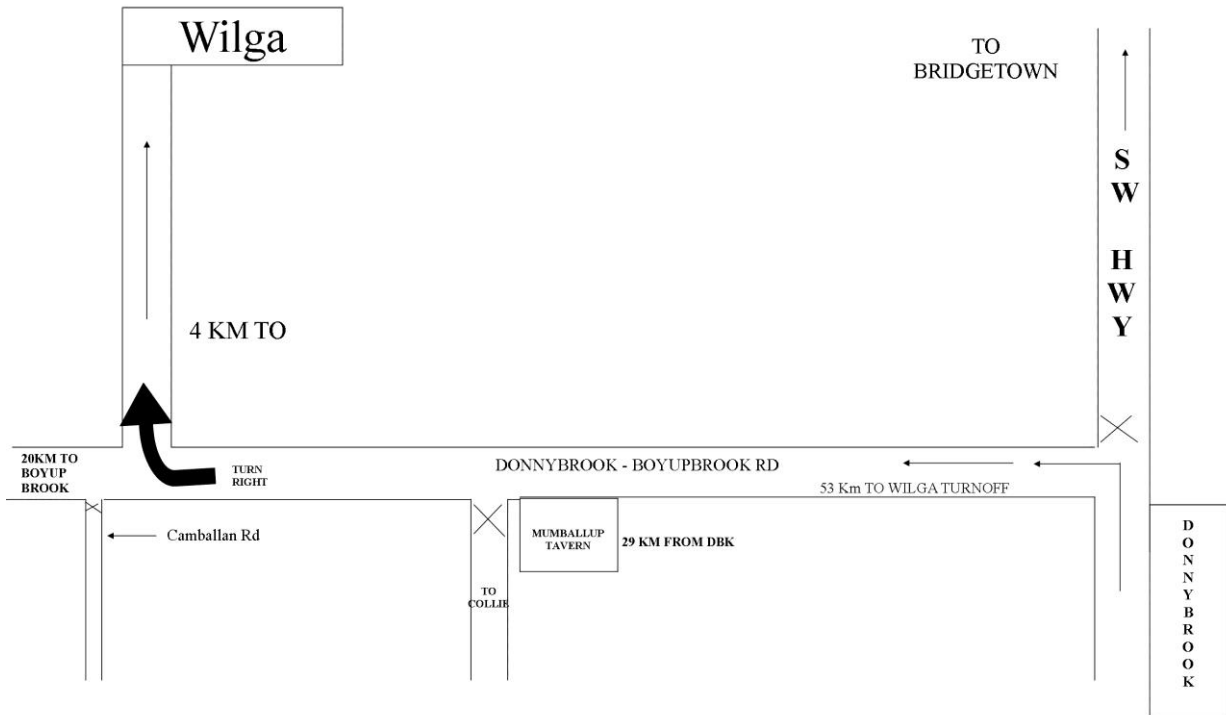 Wilga
TO
BRIDGETOWN
S
W
H
W
Y
4 KM TO
20KM TO
BOYUP
BROOK
TURN
RIGHT
DONNYBROOK - BOYUPBROOK RD
53 Km TO WILGA TURNOFF
Camballan Rd
MUMBALLUP
TAVERN
29 KM FROM DBK
TO
COLLIE
D
O
N
N
Y
B
R
O
O
K